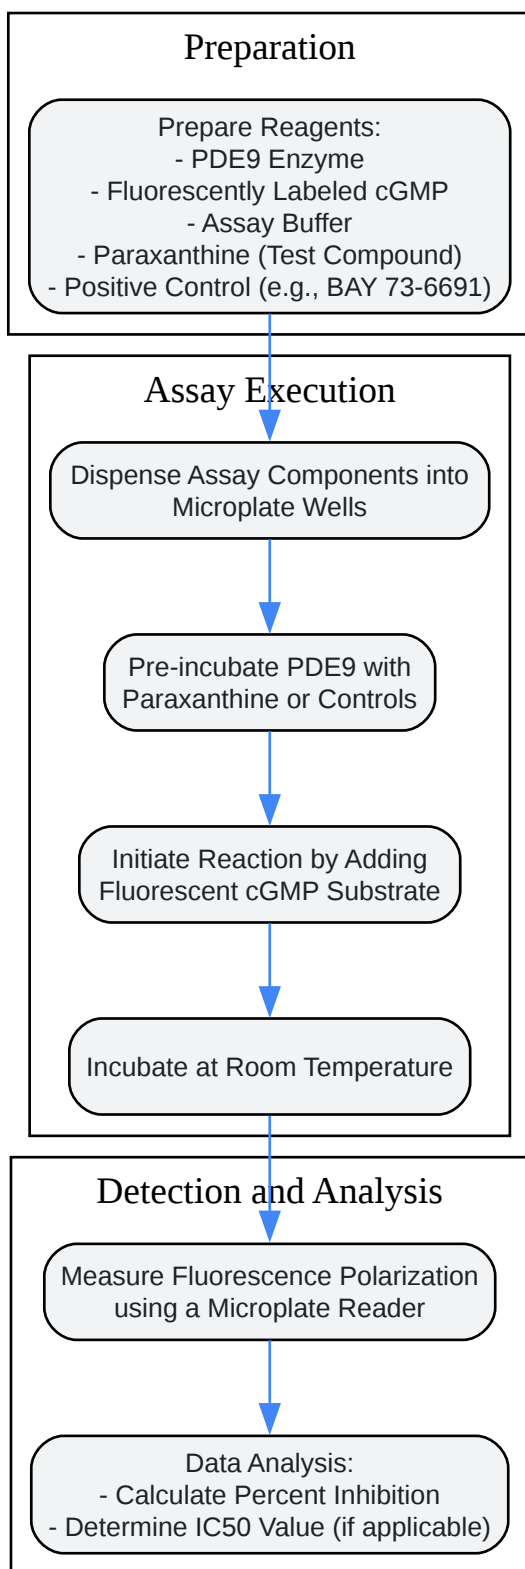 Preparation
Prepare Reagents:
- PDE9 Enzyme
- Fluorescently Labeled cGMP
- Assay Buffer
- Paraxanthine (Test Compound)
- Positive Control (e.g., BAY 73-6691)
Assay Execution
Dispense Assay Components into
Microplate Wells
Pre-incubate PDE9 with
Paraxanthine or Controls
Initiate Reaction by Adding
Fluorescent cGMP Substrate
Incubate at Room Temperature
Detection and Analysis
Measure Fluorescence Polarization
using a Microplate Reader
Data Analysis:
- Calculate Percent Inhibition
- Determine IC50 Value (if applicable)